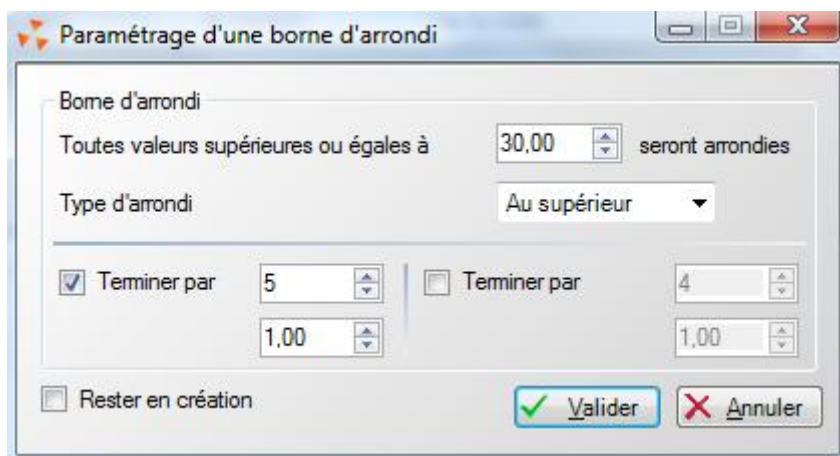 Paramétrage d'une borne d'arrondi
Borne d'arrondi
Toutes valeurs supérieures ou égales à 30,00 seront arrondies
Type d'arrondi Au supérieur
Terminer par 5 Terminer par 4
1,00 1,00
Rester en création Valider Annuler